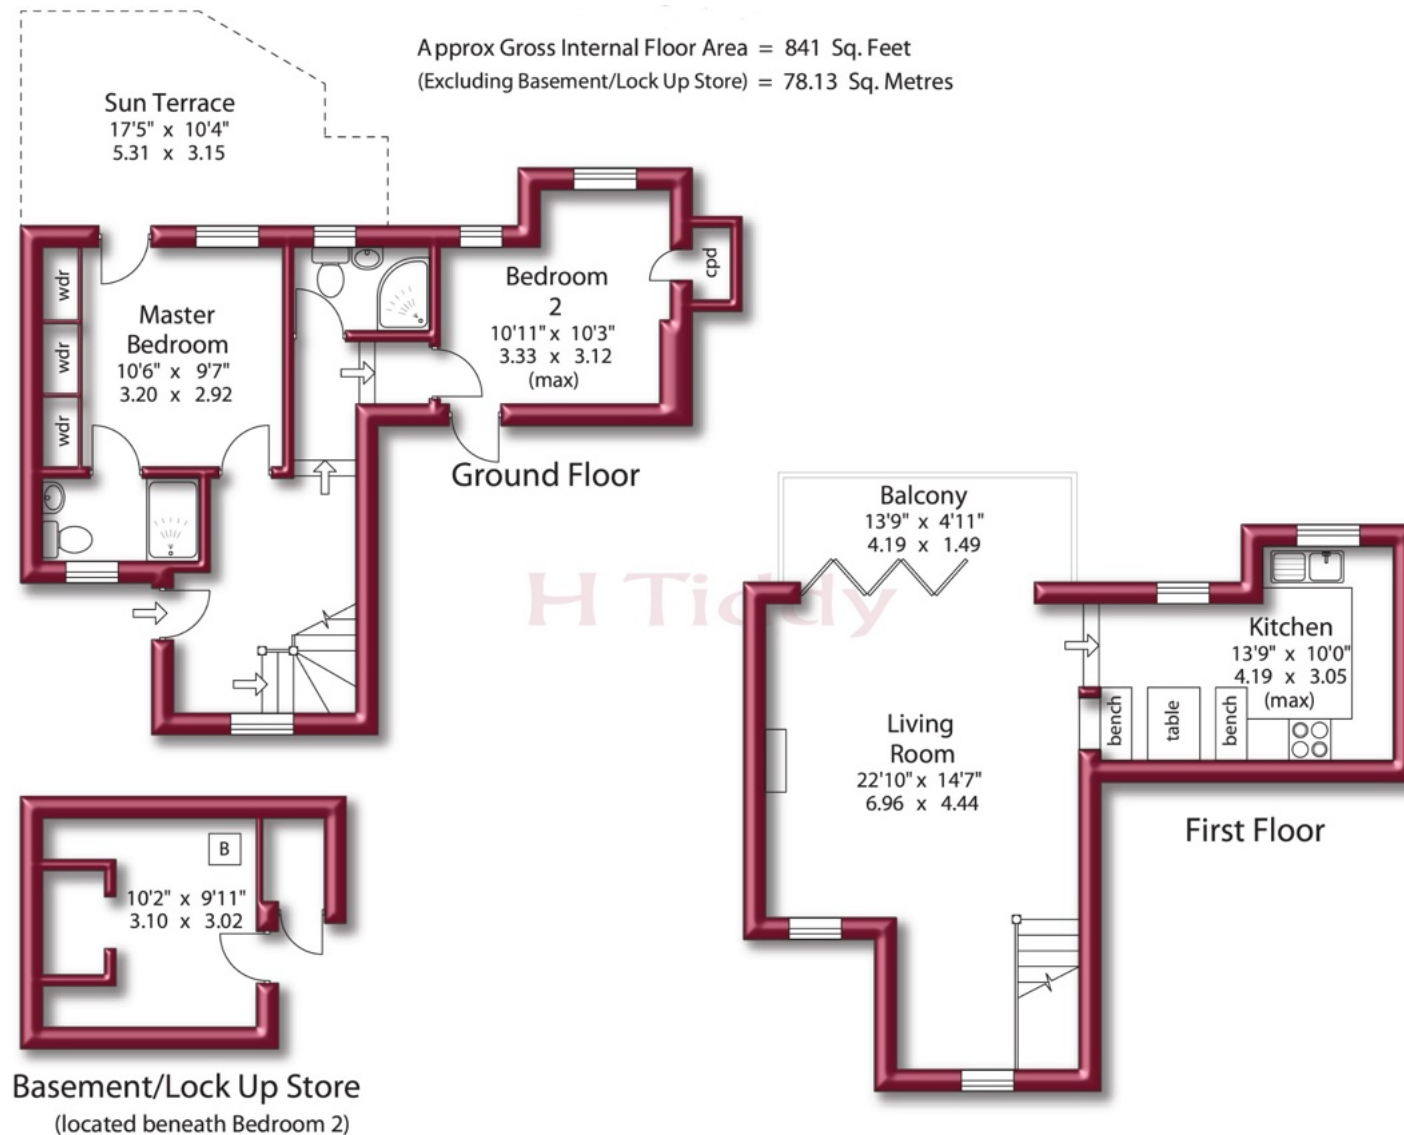 Approx Gross Internal Floor Area = 841 Sq. Feet
(Excluding Basement/Lock Up Store) = 78.13 Sq. Metres
Sun Terrace
17'5" x 10'4"
5.31 x 3.15
wdr
wdr
wdr
Master
Bedroom
10'6" x 9'7"
3.20 x 2.92
Bedroom
2
10'11" x 10'3"
3.33 x 3.12
(max)
cpd
Ground Floor
H Tiddy
Balcony
13'9" x 4'11"
4.19 x 1.49
Living
Room
22'10" x 14'7"
6.96 x 4.44
Kitchen
13'9" x 10'0"
4.19 x 3.05
(max)
bench
table
bench
First Floor
B
10'2" x 9'11"
3.10 x 3.02
Basement/Lock Up Store
(located beneath Bedroom 2)